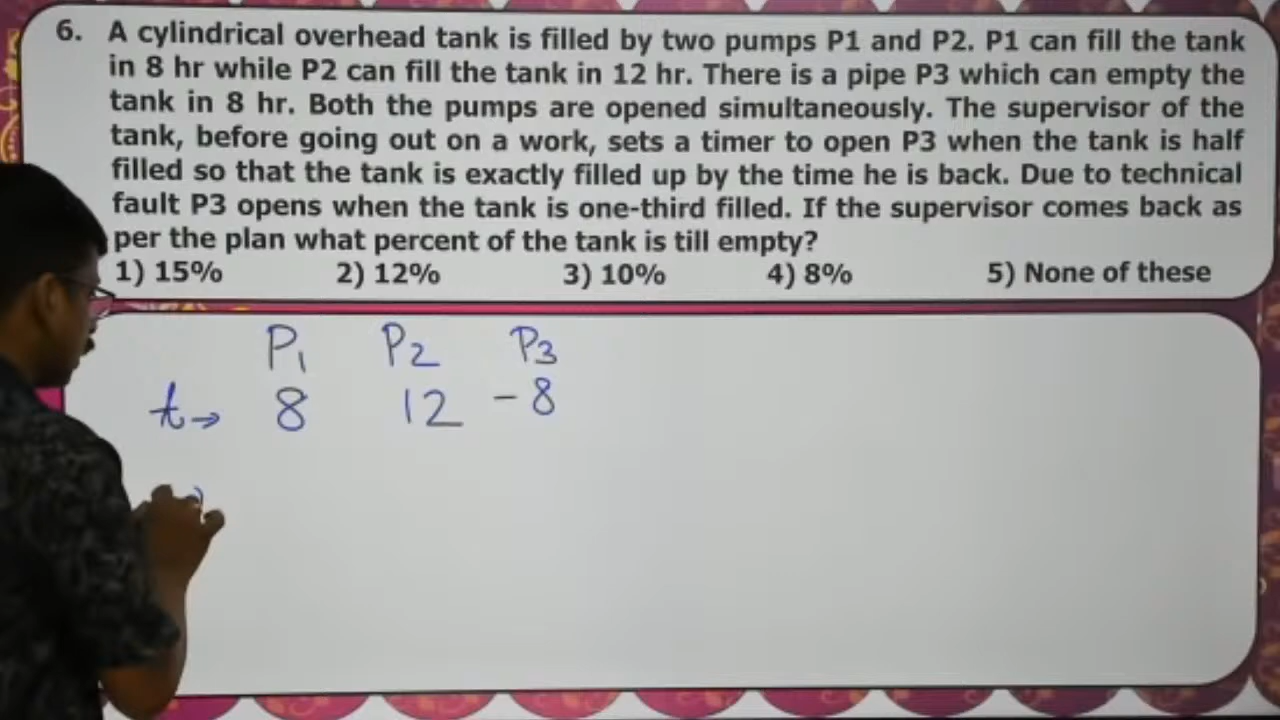 6. A cylindrical overhead tank is filled by two pumps P1 and P2. P1 can fill the tank
in 8 hr while P2 can fill the tank in 12 hr. There is a pipe P3 which can empty the
tank in 8 hr. Both the pumps are opened simultaneously. The supervisor of the
tank, before going out on a work, sets a timer to open P3 when the tank is half
filled so that the tank is exactly filled up by the time he is back. Due to technical
fault P3 opens when the tank is one-third filled. If the supervisor comes back as
per the plan what percent of the tank is till empty?
1) 15% 2) 12% 3) 10% 4) 8% 5) None of these
P₁ P₂ P₃
t→ 8 12 -8